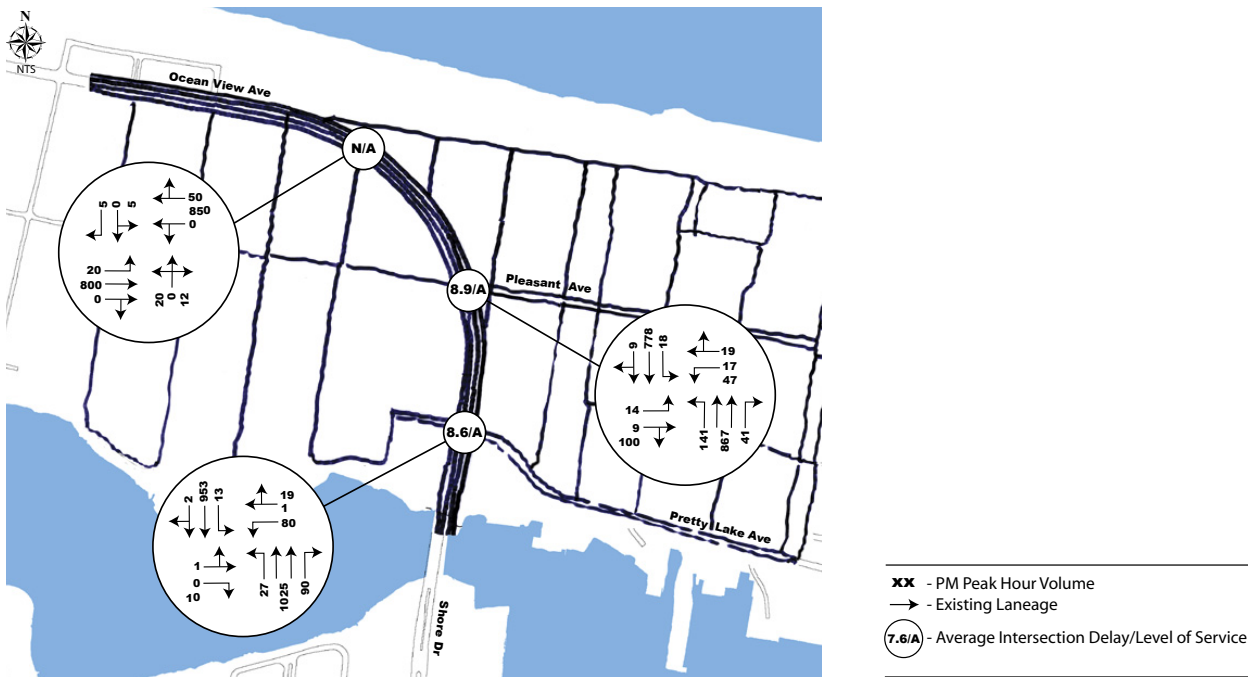 N
NTS
Ocean View Ave
N/A
5 0 5
50
850
0
20
800
0
20 0 12
Pleasant Ave
8.9/A
9 778 18
19
17
47
14
9
100
141 867 41
8.6/A
2 953 13
19
1
80
1
0
10
27 1025 90
Pretty Lake Ave
Shore Dr
XX - PM Peak Hour Volume
- Existing Laneage
7.6/A - Average Intersection Delay/Level of Service